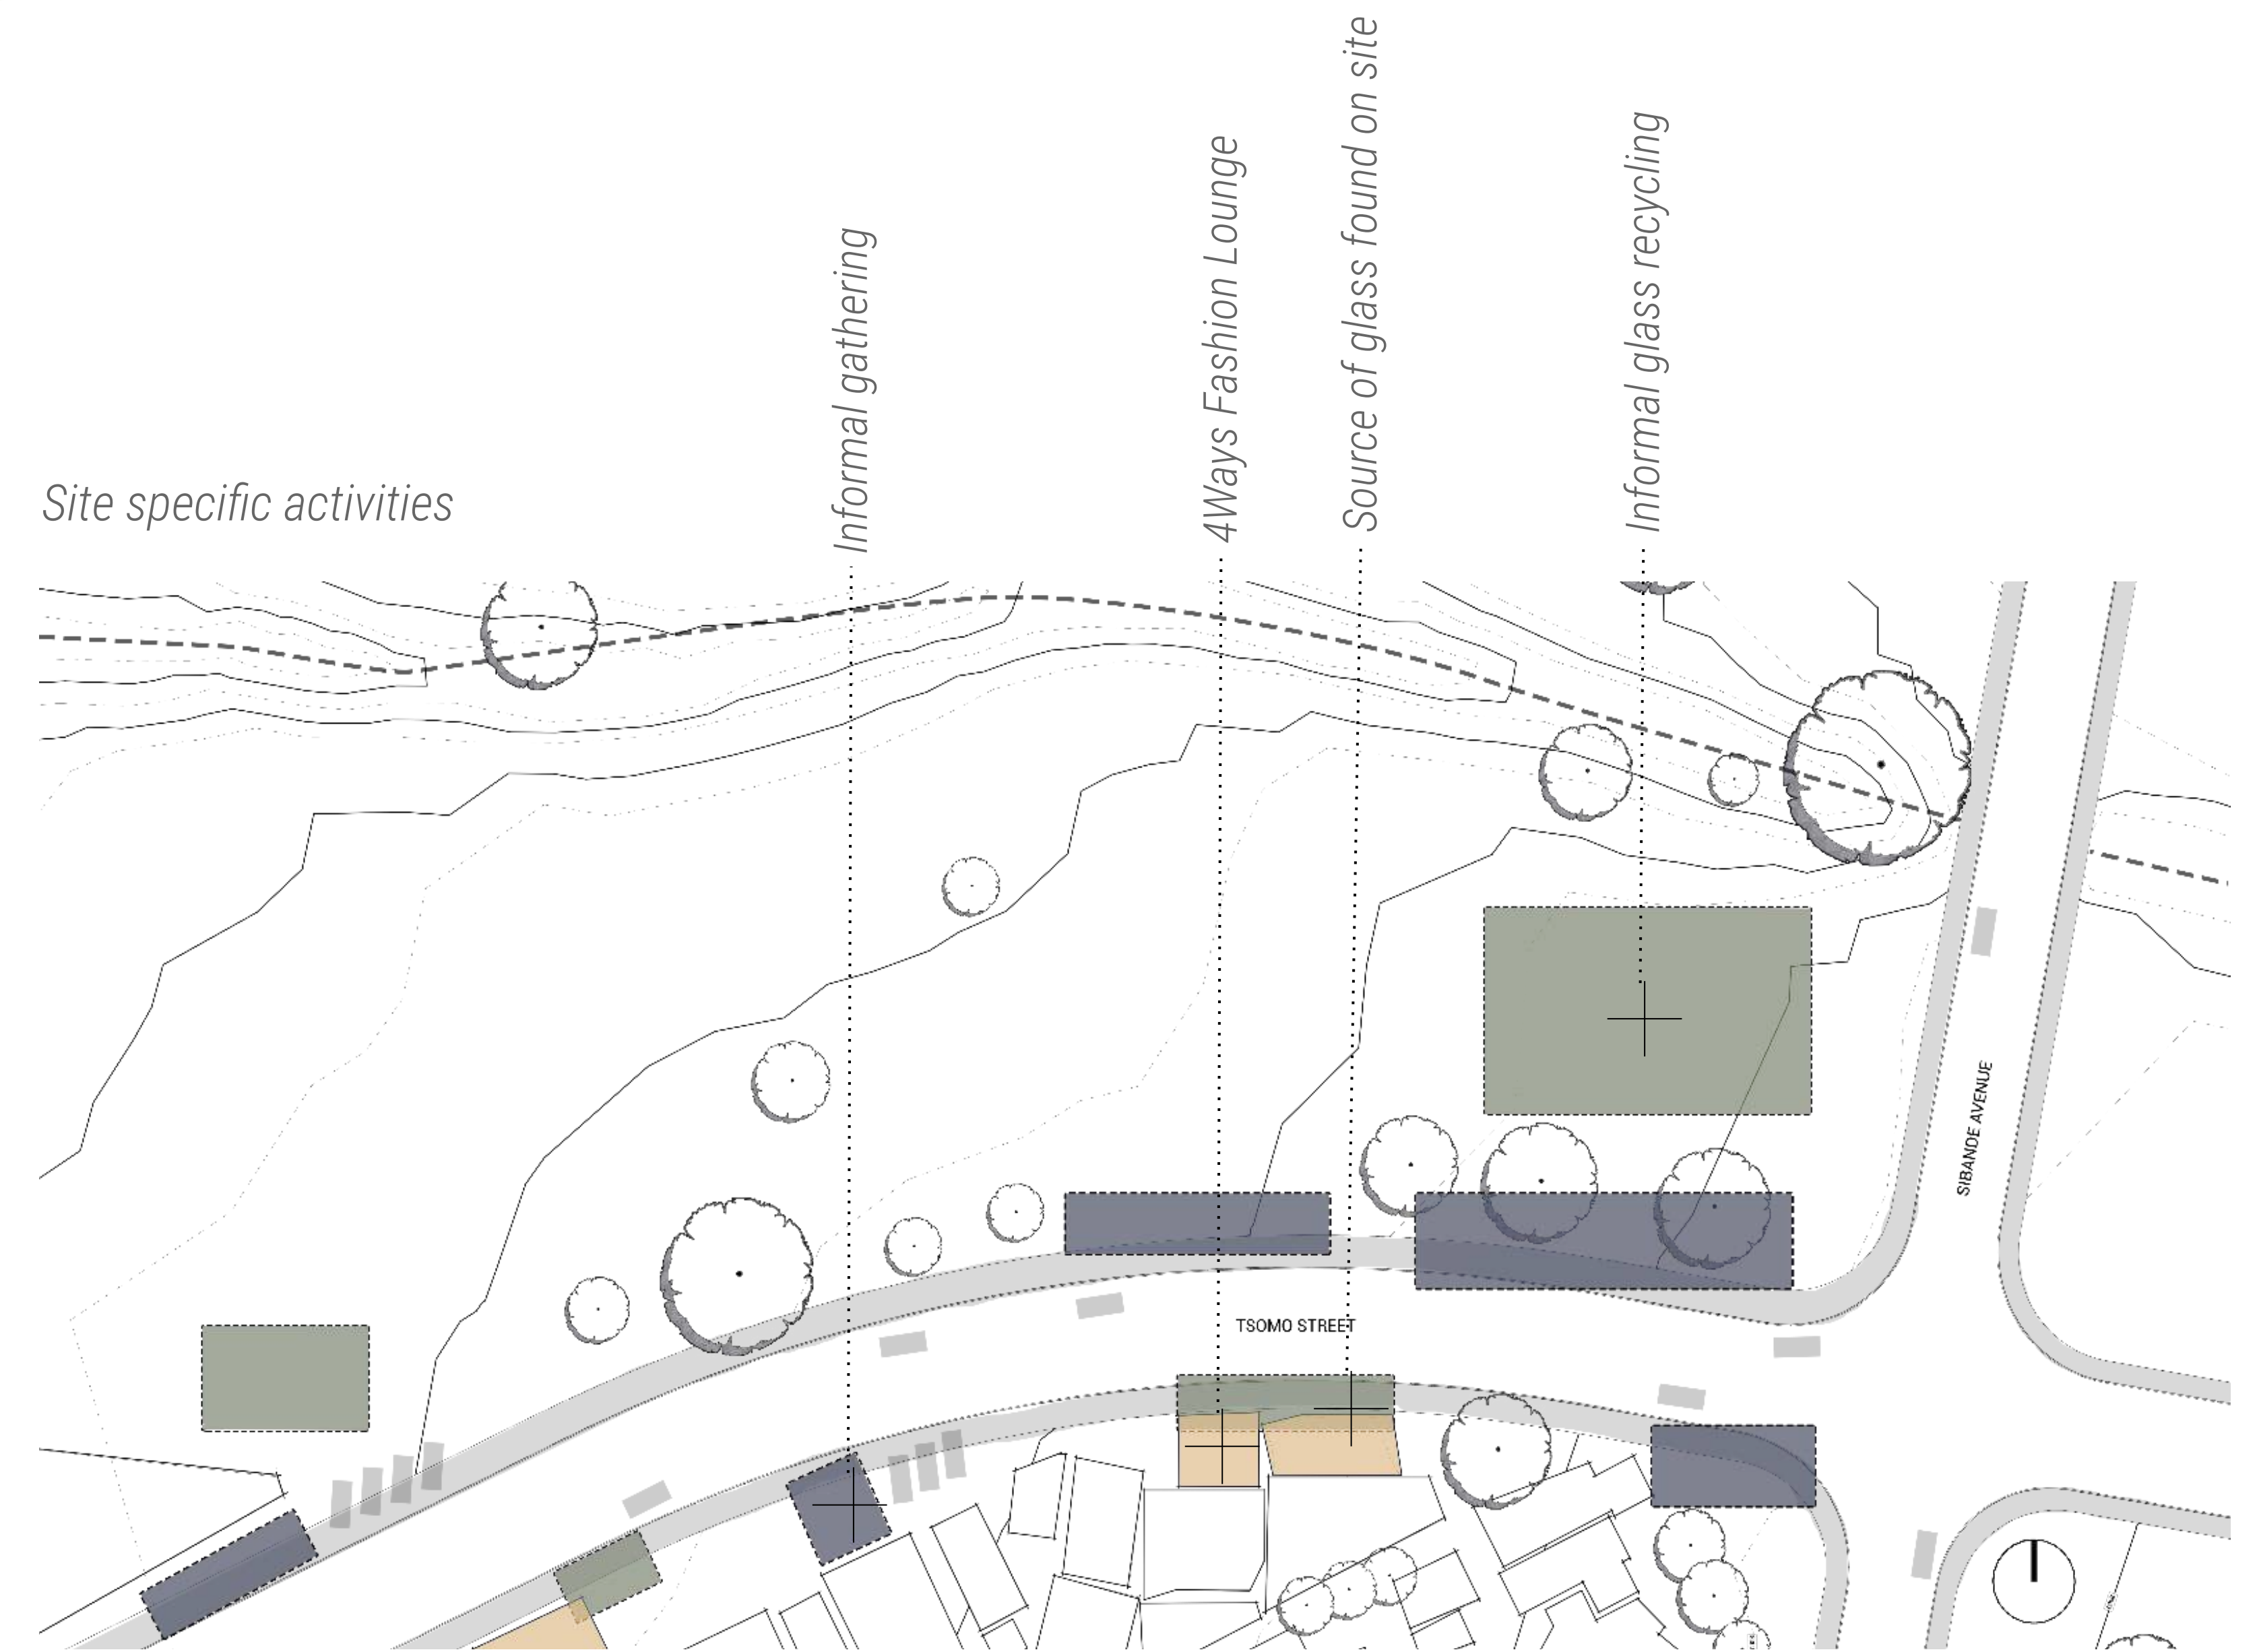 Site specific activities
Informal gathering
4Ways Fashion Lounge
Source of glass found on site
Informal glass recycling
SIBANDE AVENUE
TSOMO STREET